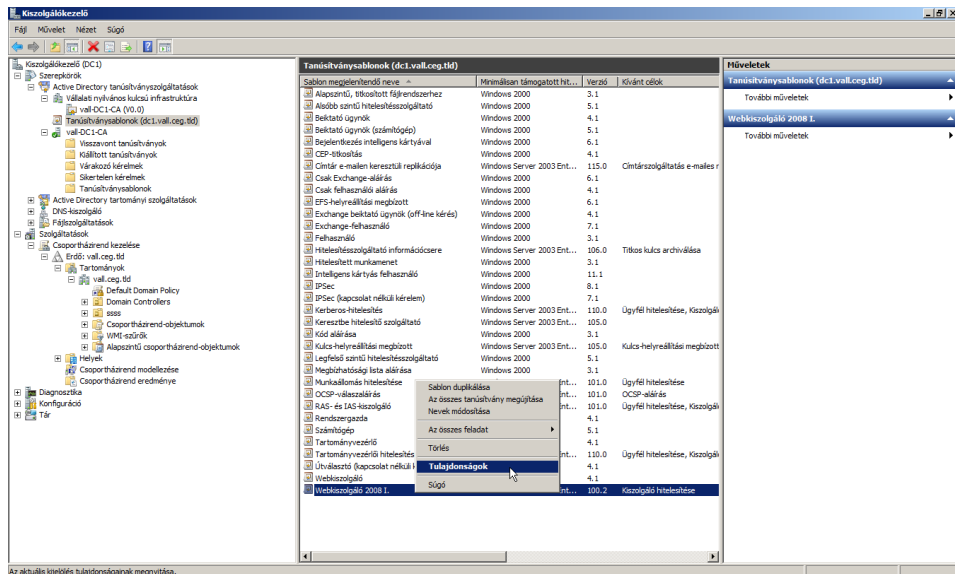 Kiszolgálókezelő
Fájl Művelet Nézet Súgó
Kiszolgálókezelő (DC1)
Szerepkörök
Active Directory tanúsítványszolgáltatások
Vállalati nyilvános kulcsú infrastruktúra
vall-DC1-CA (V0.0)
Tanúsítványsablonok (dc1.vall.ceg.tld)
vall-DC1-CA
Visszavont tanúsítványok
Kiállított tanúsítványok
Várakozó kérelmek
Sikertelen kérelmek
Tanúsítványsablonok
Active Directory tartományi szolgáltatások
DNS-kiszolgáló
Fájlszolgáltatások
Szolgáltatások
Csoportházirend kezelése
Erdő: vall.ceg.tld
Tartományok
vall.ceg.tld
Default Domain Policy
Domain Controllers
ssss
Csoportházirend-objektumok
WMI-szűrők
Alapszintű csoportházirend-objektumok
Helyek
Csoportházirend modellezése
Csoportházirend eredménye
Diagnosztika
Konfiguráció
Tár
Tanúsítványsablonok (dc1.vall.ceg.tld)
Sablon megjelenítendő neve Minimálisan támogatott hit... Verzió Kívánt célok
Alapszintű, titkosított fájlrendszerhez Windows 2000 3.1
Alsóbb szintű hitelesítésszolgáltató Windows 2000 5.1
Beiktató ügynök Windows 2000 4.1
Beiktató ügynök (számítógép) Windows 2000 5.1
Bejelentkezés intelligens kártyával Windows 2000 6.1
CEP-titkosítás Windows 2000 4.1
Címtár e-mailen keresztüli replikációja Windows Server 2003 Ent... 115.0 Címtárszolgáltatás e-mailes r
Csak Exchange-aláírás Windows 2000 6.1
Csak felhasználói aláírás Windows 2000 4.1
EFS-helyreállítási megbízott Windows 2000 6.1
Exchange beiktató ügynök (off-line kérés) Windows 2000 4.1
Exchange-felhasználó Windows 2000 7.1
Felhasználó Windows 2000 3.1
Hitelesítésszolgáltató információcsere Windows Server 2003 Ent... 106.0 Titkos kulcs archiválása
Hitelesített munkamenet Windows 2000 3.1
Intelligens kártyás felhasználó Windows 2000 11.1
IPSec Windows 2000 8.1
IPSec (kapcsolat nélküli kérelem) Windows 2000 7.1
Kerberos-hitelesítés Windows Server 2003 Ent... 110.0 Ügyfél hitelesítése, Kiszolgáló
Keresztbe hitelesítő szolgáltató Windows Server 2003 Ent... 105.0
Kód aláírása Windows 2000 3.1
Kulcs-helyreállítási megbízott Windows Server 2003 Ent... 105.0 Kulcs-helyreállítási megbízott
Legfelső szintű hitelesítésszolgáltató Windows 2000 5.1
Megbízhatósági lista aláírása Windows 2000 3.1
Munkaállomás hitelesítése nt... 101.0 Ügyfél hitelesítése
OCSP-válaszaláírás nt... 101.0 OCSP-aláírás
RAS- és IAS-kiszolgáló nt... 101.0 Ügyfél hitelesítése, Kiszolgáló
Rendszergazda 4.1
Számítógép 5.1
Tartományvezérlő 4.1
Tartományvezérlői hitelesítés nt... 110.0 Ügyfél hitelesítése, Kiszolgáló
Útválasztó (kapcsolat nélküli k 4.1
Webkiszolgáló 4.1
Webkiszolgáló 2008 I. Ent... 100.2 Kiszolgáló hitelesítése
Sablon duplikálása
Az összes tanúsítvány megújítása
Nevek módosítása
Az összes feladat
Törlés
Tulajdonságok
Súgó
Műveletek
Tanúsítványsablonok (dc1.vall.ceg.tld)
További műveletek
Webkiszolgáló 2008 I.
További műveletek
Az aktuális kijelölés tulajdonságainak megnyitása.